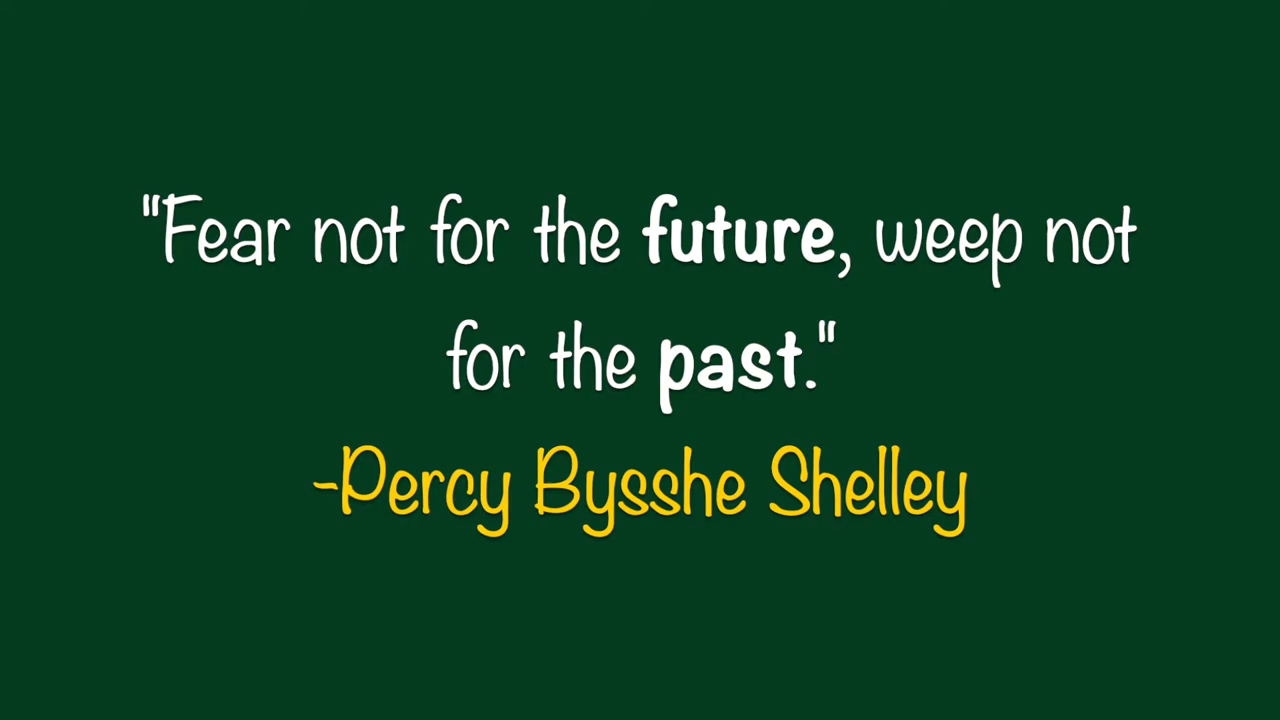 "Fear not for the future, weep not
for the past."
-Percy Bysshe Shelley